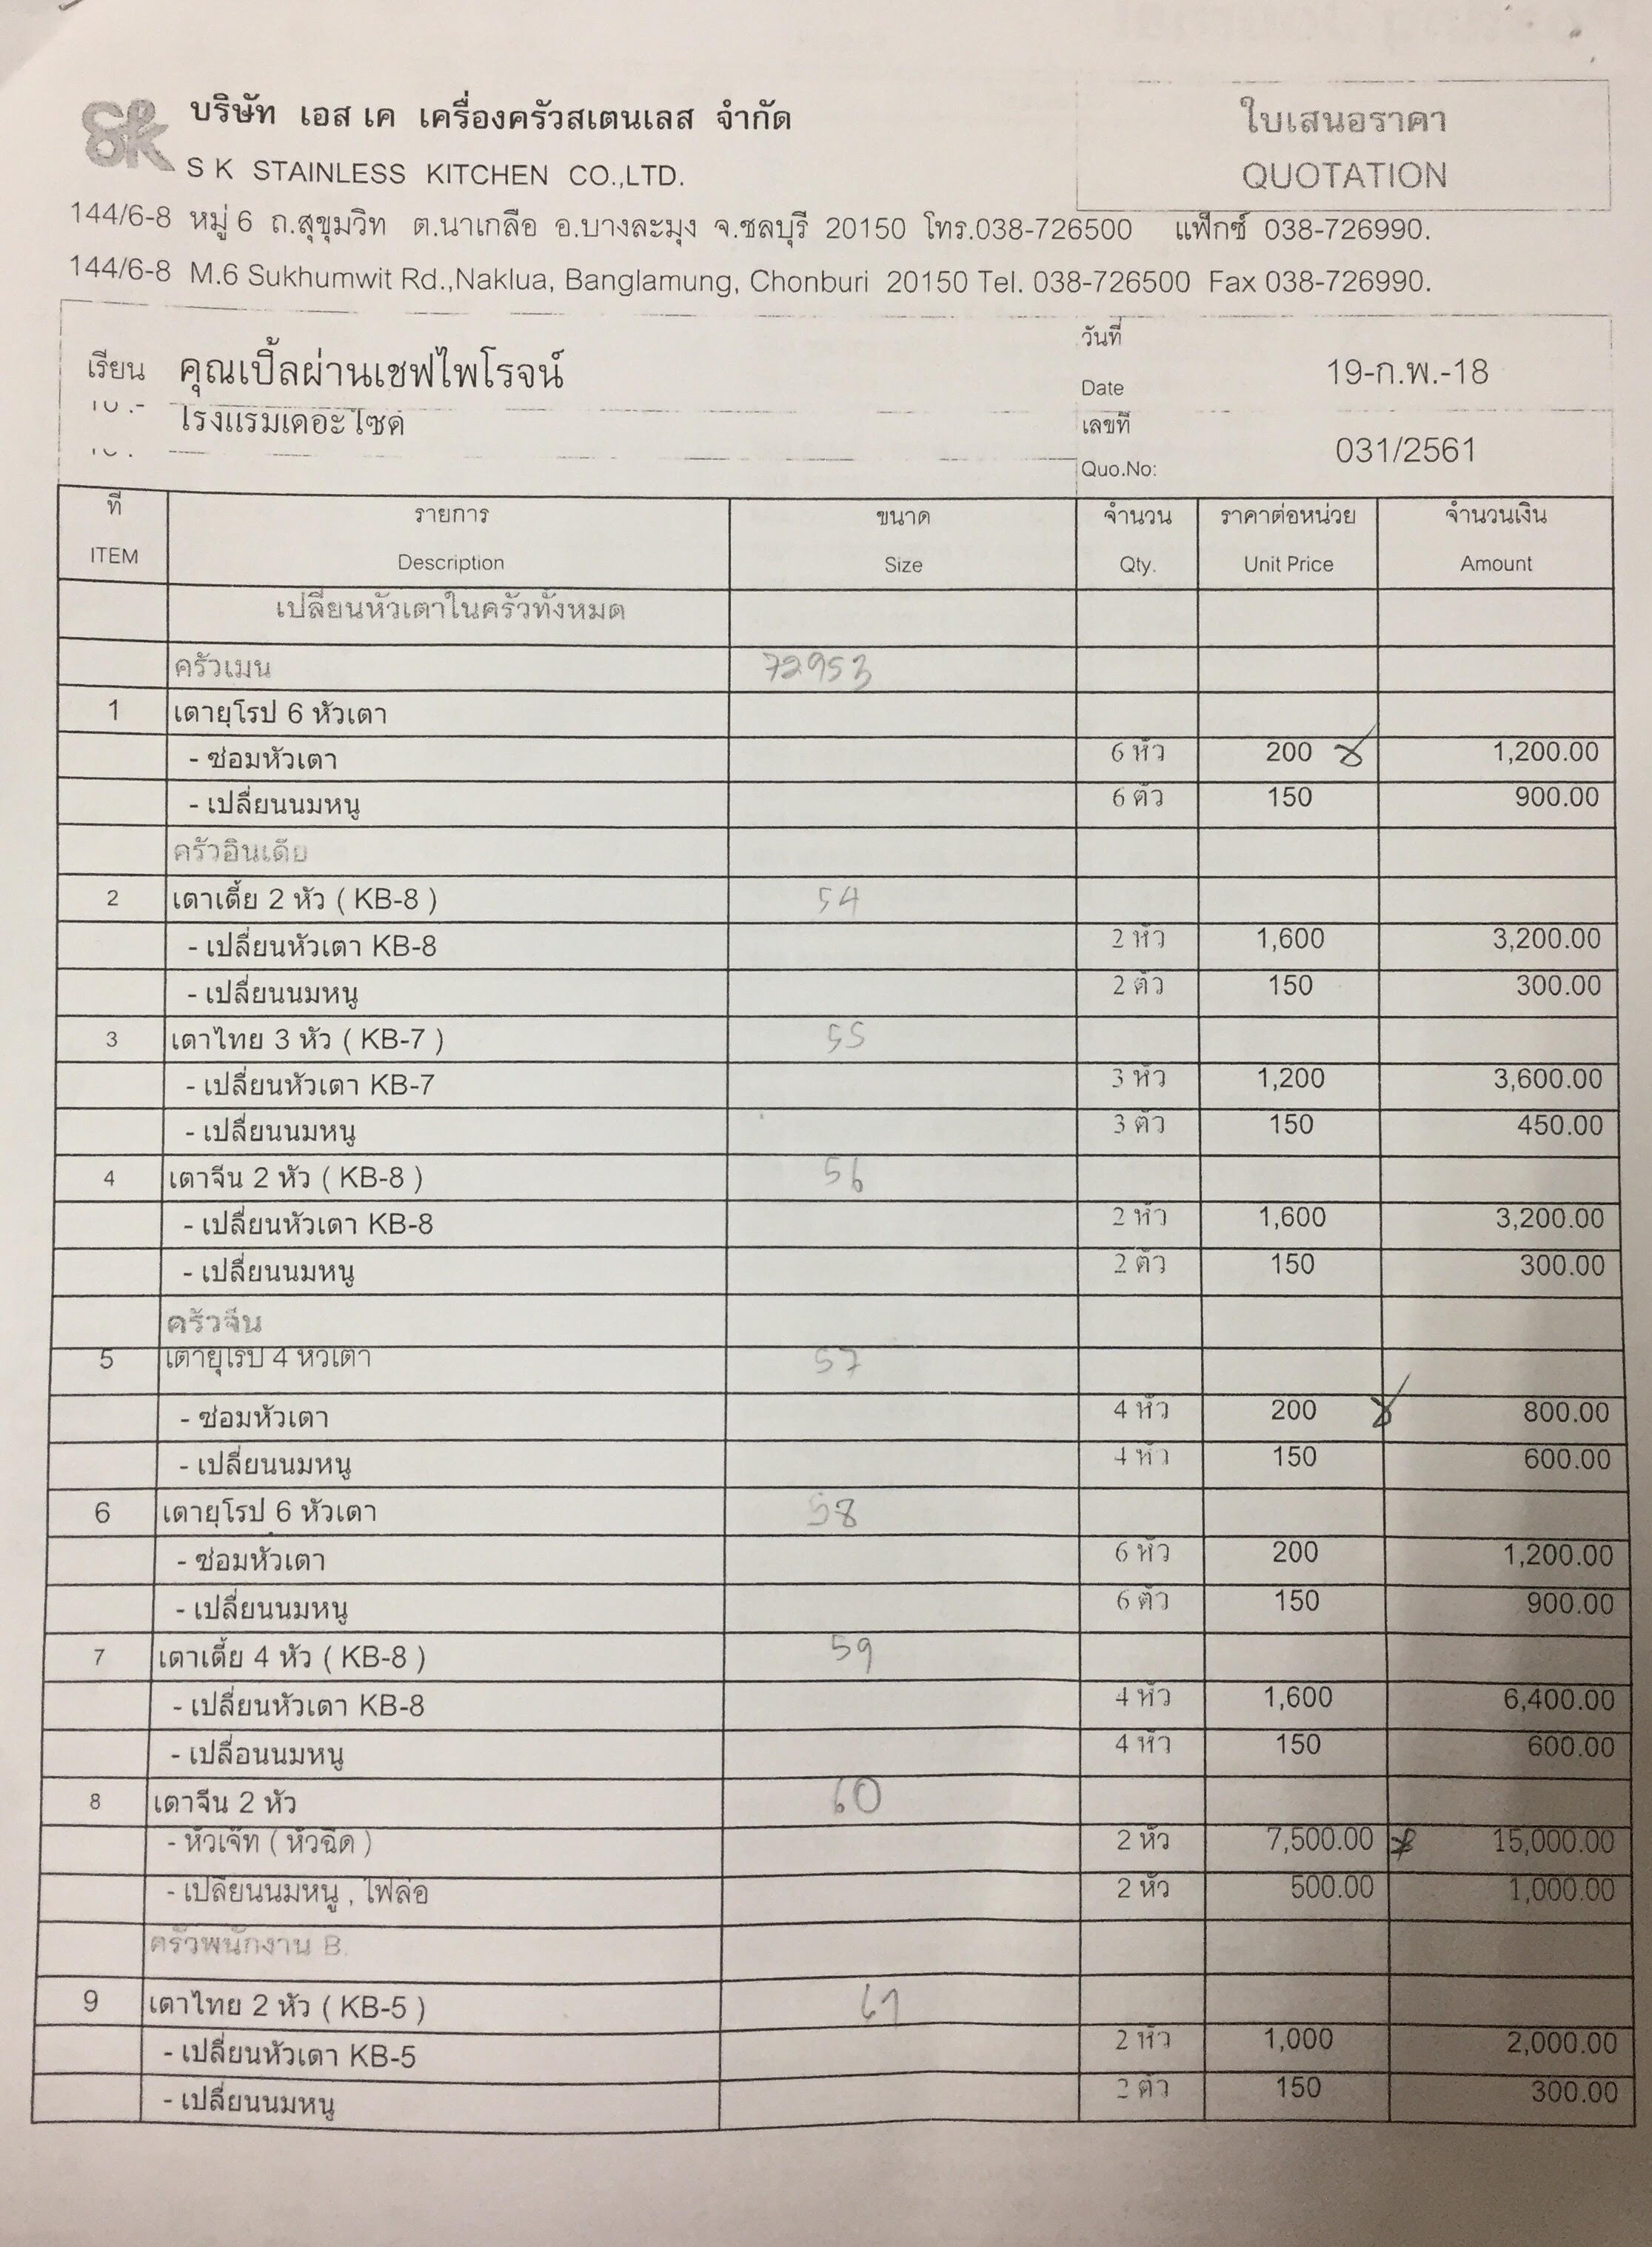 SK บริษัท เอส เค เครื่องครัวสเตนเลส จำกัด
S K STAINLESS KITCHEN CO.,LTD.
ใบเสนอราคา
QUOTATION
144/6-8 หมู่ 6 ถ.สุขุมวิท ต.นาเกลือ อ.บางละมุง จ.ชลบุรี 20150 โทร.038-726500 แฟ็กซ์ 038-726990.
144/6-8 M.6 Sukhumwit Rd.,Naklua, Banglamung, Chonburi 20150 Tel. 038-726500 Fax 038-726990.
เรียน คุณเปิ้ลผ่านเชฟไพโรจน์
วันที่
Date 19-ก.พ.-18
โรงแรมเดอะไซด์
เลขที่
Quo.No: 031/2561
ที่ รายการ ขนาด จำนวน ราคาต่อหน่วย จำนวนเงิน
ITEM Description Size Qty. Unit Price Amount
เปลี่ยนหัวเตาในครัวทั้งหมด
ครัวเมน 72953
1 เตายุโรป 6 หัวเตา
- ซ่อมหัวเตา 6 หัว 200 1,200.00
- เปลี่ยนนมหนู 6 ตัว 150 900.00
ครัวอินเดีย
2 เตาเตี้ย 2 หัว ( KB-8 ) 54
- เปลี่ยนหัวเตา KB-8 2 หัว 1,600 3,200.00
- เปลี่ยนนมหนู 2 ตัว 150 300.00
3 เตาไทย 3 หัว ( KB-7 ) 55
- เปลี่ยนหัวเตา KB-7 3 หัว 1,200 3,600.00
- เปลี่ยนนมหนู 3 ตัว 150 450.00
4 เตาจีน 2 หัว ( KB-8 ) 56
- เปลี่ยนหัวเตา KB-8 2 หัว 1,600 3,200.00
- เปลี่ยนนมหนู 2 ตัว 150 300.00
ครัวจีน
5 เตายุโรป 4 หัวเตา 57
- ซ่อมหัวเตา 4 หัว 200 800.00
- เปลี่ยนนมหนู 4 หัว 150 600.00
6 เตายุโรป 6 หัวเตา 58
- ซ่อมหัวเตา 6 หัว 200 1,200.00
- เปลี่ยนนมหนู 6 ตัว 150 900.00
7 เตาเตี้ย 4 หัว ( KB-8 ) 59
- เปลี่ยนหัวเตา KB-8 4 หัว 1,600 6,400.00
- เปลื่อนนมหนู 4 หัว 150 600.00
8 เตาจีน 2 หัว 60
- หัวเจ๊ท ( หัวฉีด ) 2 หัว 7,500.00 15,000.00
- เปลี่ยนนมหนู , ไฟล่อ 2 หัว 500.00 1,000.00
ครัวพนักงาน B.
9 เตาไทย 2 หัว ( KB-5 ) 61
- เปลี่ยนหัวเตา KB-5 2 หัว 1,000 2,000.00
- เปลี่ยนนมหนู 2 ตัว 150 300.00